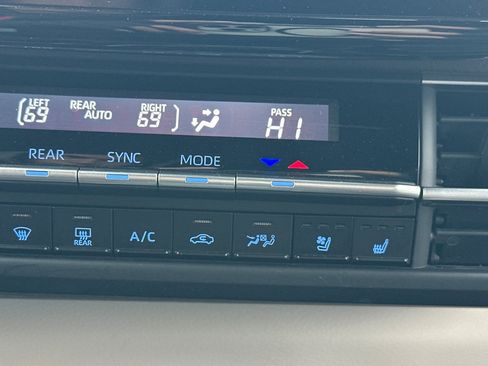 LEFT REAR RIGHT PASS
(69 AUTO 69) HI
REAR SYNC MODE
REAR A/C